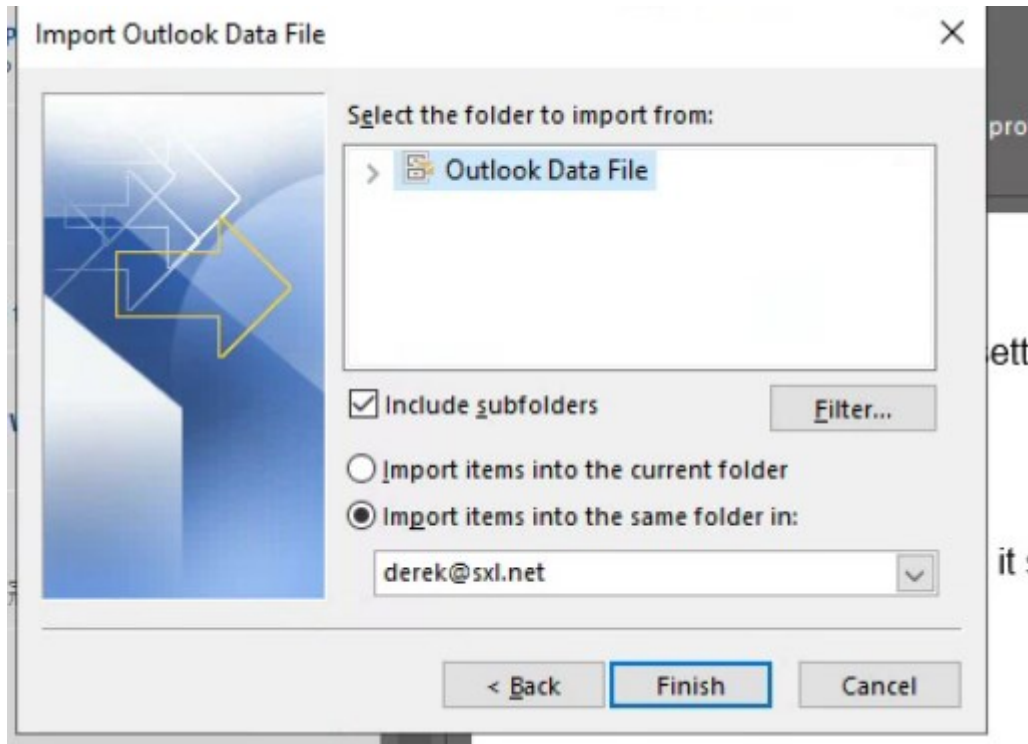 Import Outlook Data File
Select the folder to import from:
Outlook Data File
Include subfolders
Filter...
Import items into the current folder
Import items into the same folder in:
derek@sxl.net
< Back
Finish
Cancel
pro
ett
it